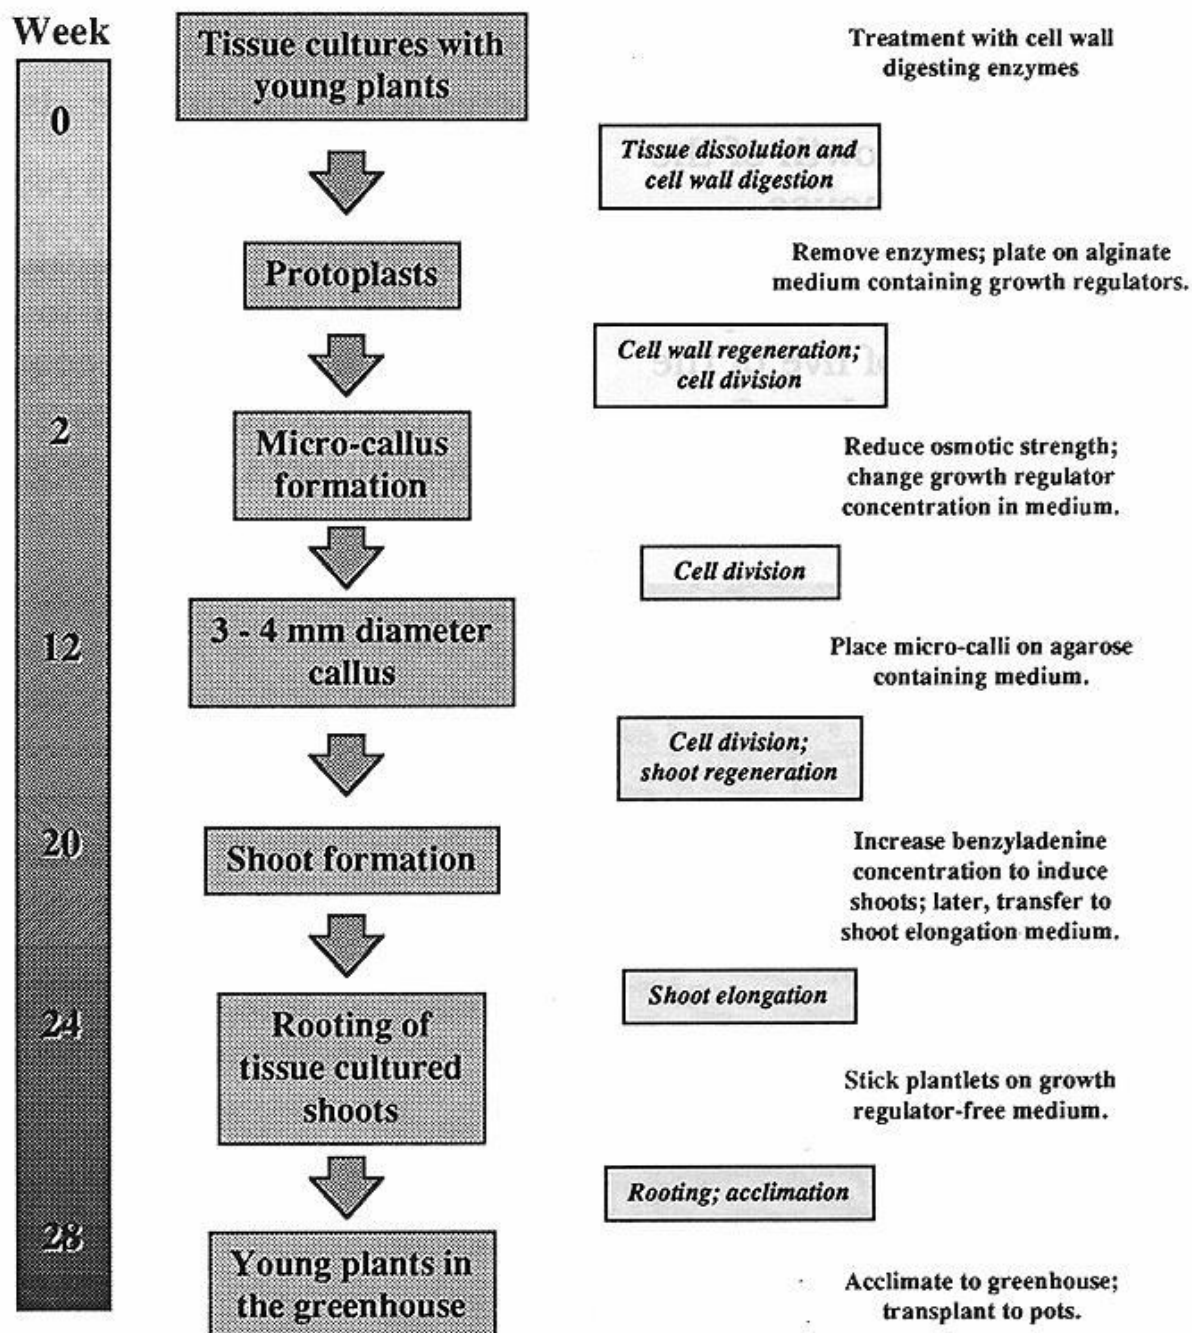 Week
Tissue cultures with
young plants
Treatment with cell wall
digesting enzymes
0
Tissue dissolution and
cell wall digestion
Protoplasts
Remove enzymes; plate on alginate
medium containing growth regulators.
Cell wall regeneration;
cell division
2
Micro-callus
formation
Reduce osmotic strength;
change growth regulator
concentration in medium.
Cell division
12
3 - 4 mm diameter
callus
Place micro-calli on agarose
containing medium.
Cell division;
shoot regeneration
20
Shoot formation
Increase benzyladenine
concentration to induce
shoots; later, transfer to
shoot elongation medium.
Shoot elongation
24
Rooting of
tissue cultured
shoots
Stick plantlets on growth
regulator-free medium.
Rooting; acclimation
28
Young plants in
the greenhouse
Acclimate to greenhouse;
transplant to pots.